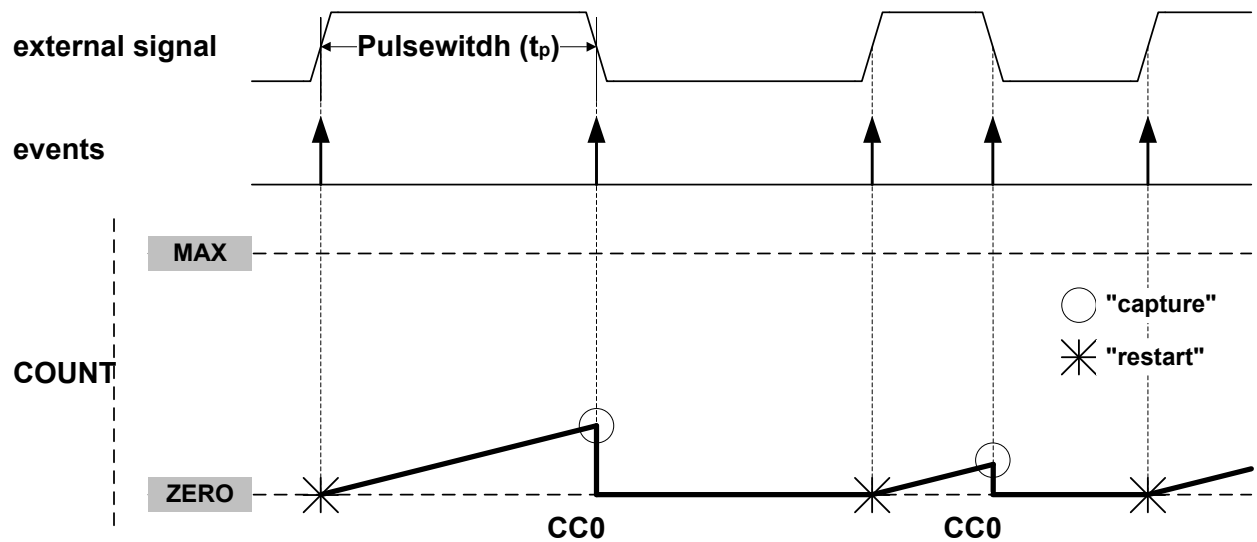 external signal
Pulsewitdh (tp)
events
MAX
"capture"
"restart"
COUNT
ZERO
CC0
CC0